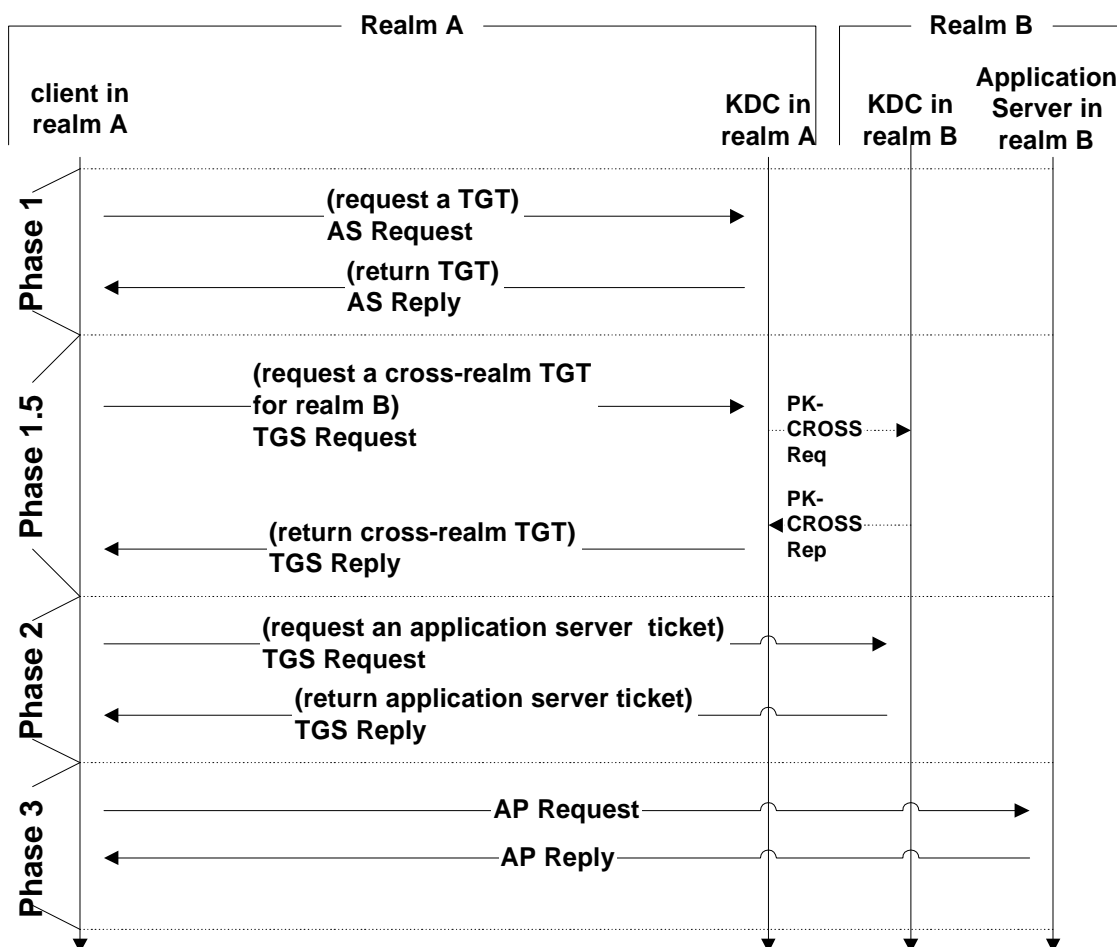 Realm A
Realm B
client in
realm A
KDC in
realm A
KDC in
realm B
Application
Server in
realm B
Phase 1
(request a TGT)
AS Request
(return TGT)
AS Reply
Phase 1.5
(request a cross-realm TGT
for realm B)
TGS Request
PK-
CROSS
Req
PK-
CROSS
Rep
(return cross-realm TGT)
TGS Reply
Phase 2
(request an application server ticket)
TGS Request
(return application server ticket)
TGS Reply
Phase 3
AP Request
AP Reply